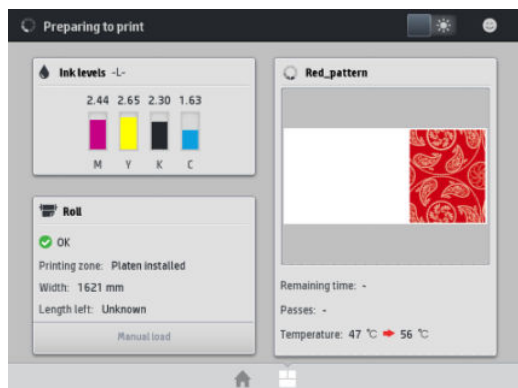 Preparing to print
Ink levels -L-
2.44 2.65 2.30 1.63
M Y K C
Roll
OK
Printing zone: Platen installed
Width: 1621 mm
Length left: Unknown
Manual load
Red_pattern
Remaining time: -
Passes: -
Temperature: 47 °C 56 °C